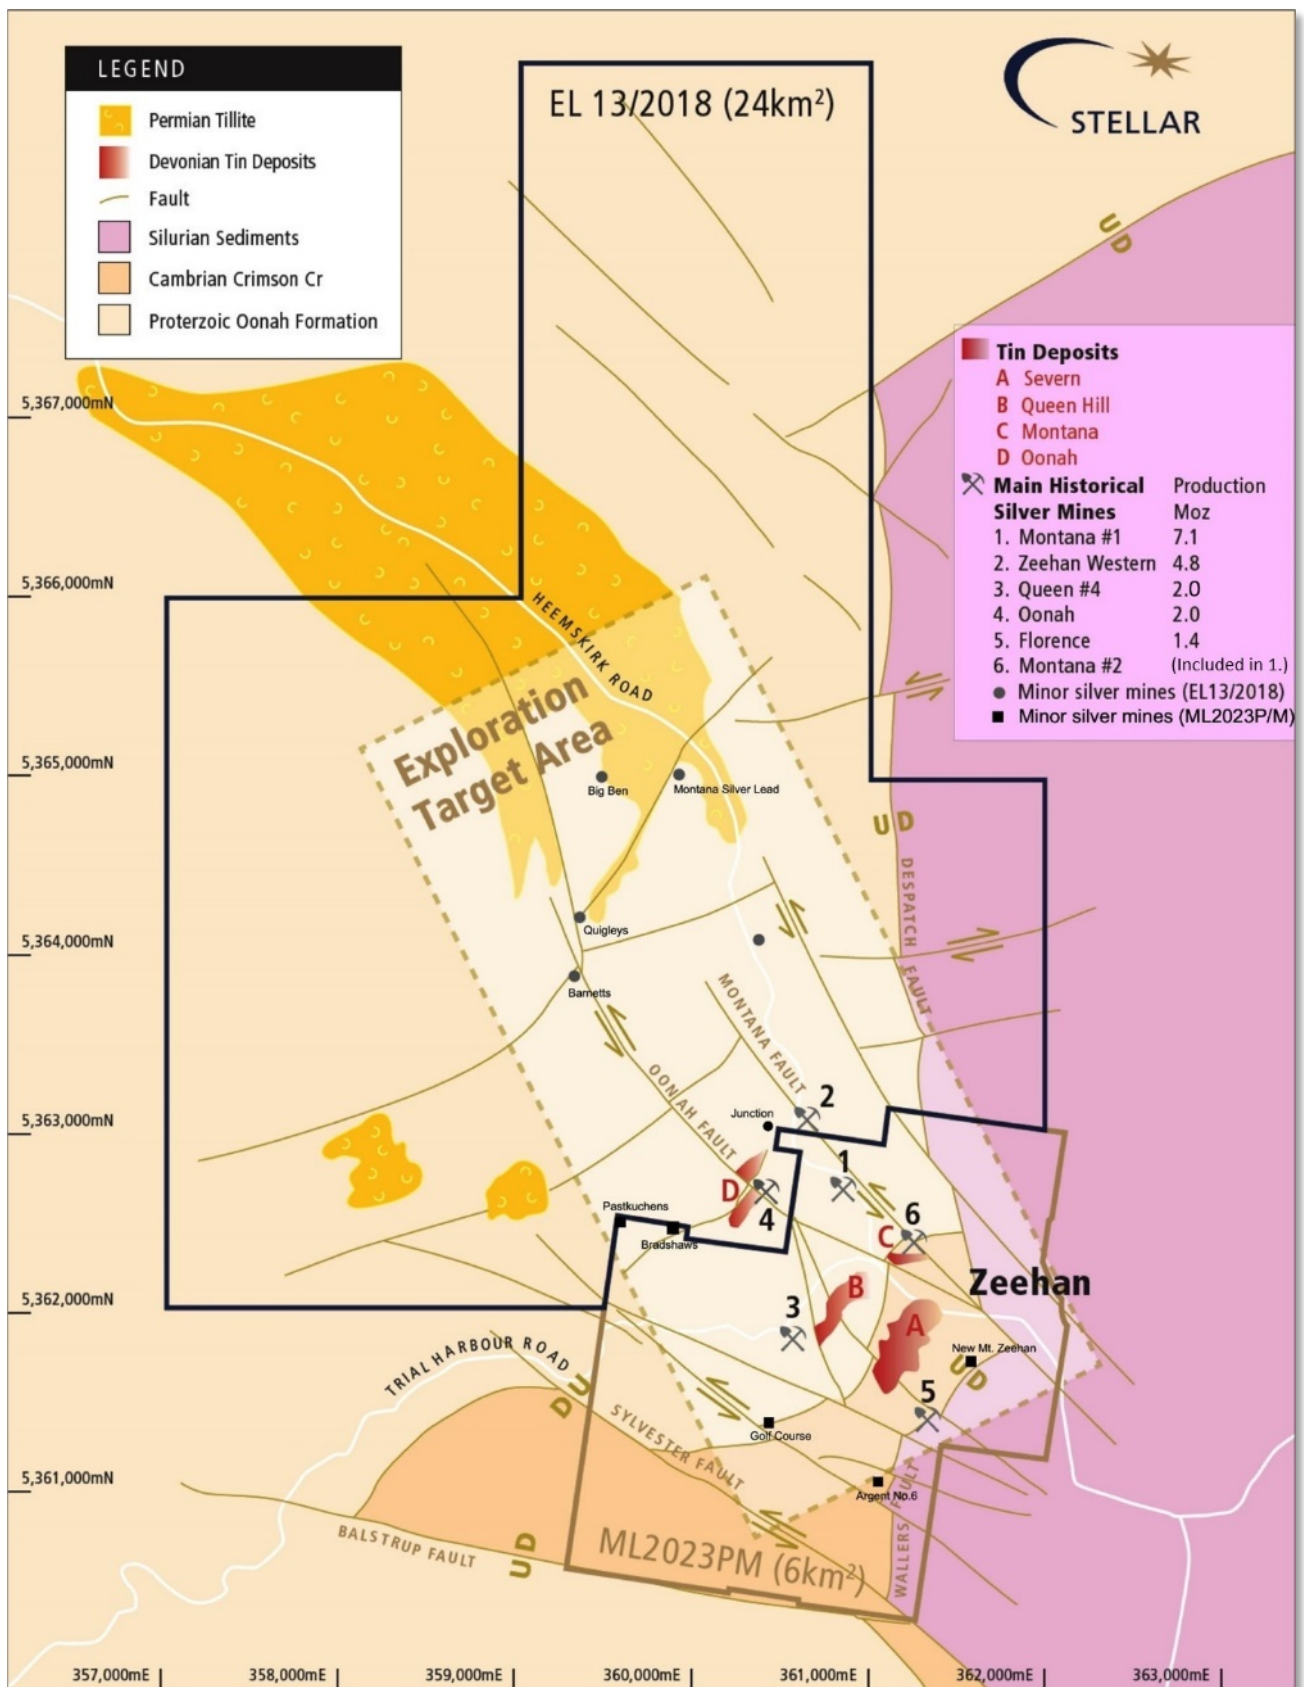 LEGEND
Permian Tillite
Devonian Tin Deposits
Fault
Silurian Sediments
Cambrian Crimson Cr
Proterzoic Oonah Formation
EL 13/2018 (24km²)
STELLAR
U D
Tin Deposits
A Severn
B Queen Hill
C Montana
D Oonah
Main Historical Production
Silver Mines Moz
1. Montana #1 7.1
2. Zeehan Western 4.8
3. Queen #4 2.0
4. Oonah 2.0
5. Florence 1.4
6. Montana #2 (Included in 1.)
Minor silver mines (EL13/2018)
Minor silver mines (ML2023P/M)
5,367,000mN
5,366,000mN
HEEMSKIRK ROAD
Exploration
Target Area
5,365,000mN
Big Ben
Montana Silver Lead
U D
DESPATCH FAULT
Quigleys
5,364,000mN
Barnetts
MONTANA FAULT
OONAH FAULT
5,363,000mN
Junction
2
1
D
4
6
C
Pastkuchens
Bradshaws
Zeehan
B
5,362,000mN
3
A
New Mt. Zeehan
U D
TRIAL HARBOUR ROAD
D U
5
SYLVESTER FAULT
Golf Course
5,361,000mN
Argent No.6
WALLERS FAULT
BALSTRUP FAULT
U D
ML2023PM (6km²)
357,000mE
358,000mE
359,000mE
360,000mE
361,000mE
362,000mE
363,000mE